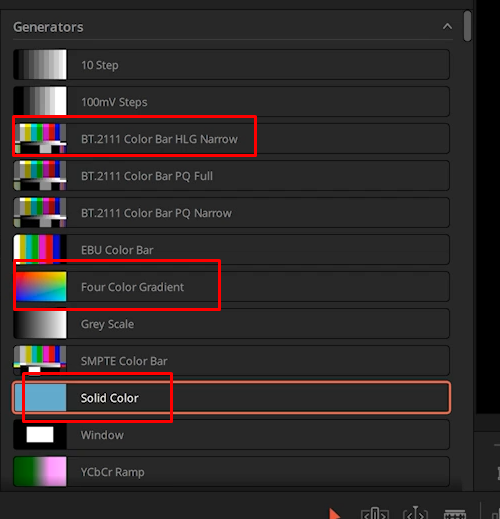 Generators
10 Step
100mV Steps
BT.2111 Color Bar HLG Narrow
BT.2111 Color Bar PQ Full
BT.2111 Color Bar PQ Narrow
EBU Color Bar
Four Color Gradient
Grey Scale
SMPTE Color Bar
Solid Color
Window
YCbCr Ramp